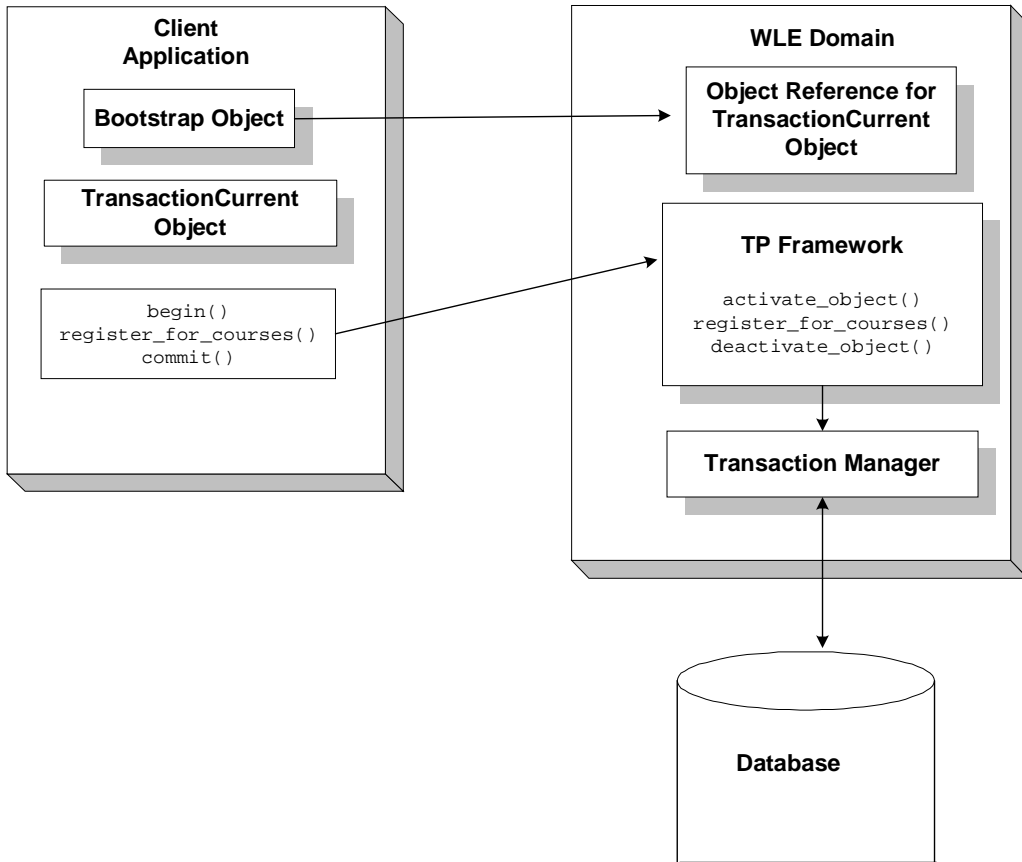 Client
Application
Bootstrap Object
TransactionCurrent
Object
begin()
register_for_courses()
commit()
WLE Domain
Object Reference for
TransactionCurrent
Object
TP Framework
activate_object()
register_for_courses()
deactivate_object()
Transaction Manager
Database